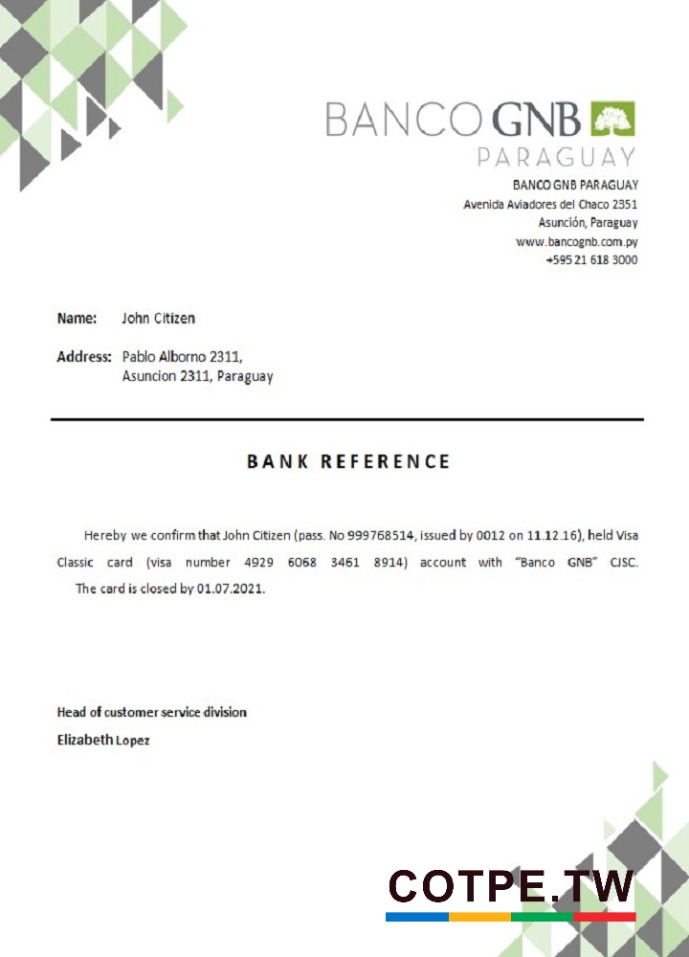 BANCO GNB
PARAGUAY
BANCO GNB PARAGUAY
Avenida Aviadores del Chaco 2351
Asunción, Paraguay
www.bancognb.com.py
+595 21 618 3000
Name: John Citizen
Address: Pablo Alborno 2311,
Asuncion 2311, Paraguay
BANK REFERENCE
Hereby we confirm that John Citizen (pass. No 999768514, issued by 0012 on 11.12.16), held Visa
Classic card (visa number 4929 6068 3461 8914) account with “Banco GNB” CJSC.
The card is closed by 01.07.2021.
Head of customer service division
Elizabeth Lopez
COTPE.TW